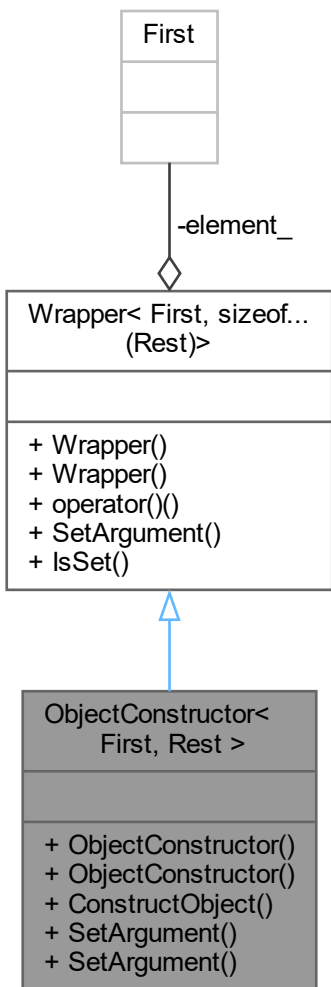 First
-element_
Wrapper< First, sizeof...
(Rest)>
+ Wrapper()
+ Wrapper()
+ operator()()
+ SetArgument()
+ IsSet()
ObjectConstructor<
First, Rest >
+ ObjectConstructor()
+ ObjectConstructor()
+ ConstructObject()
+ SetArgument()
+ SetArgument()